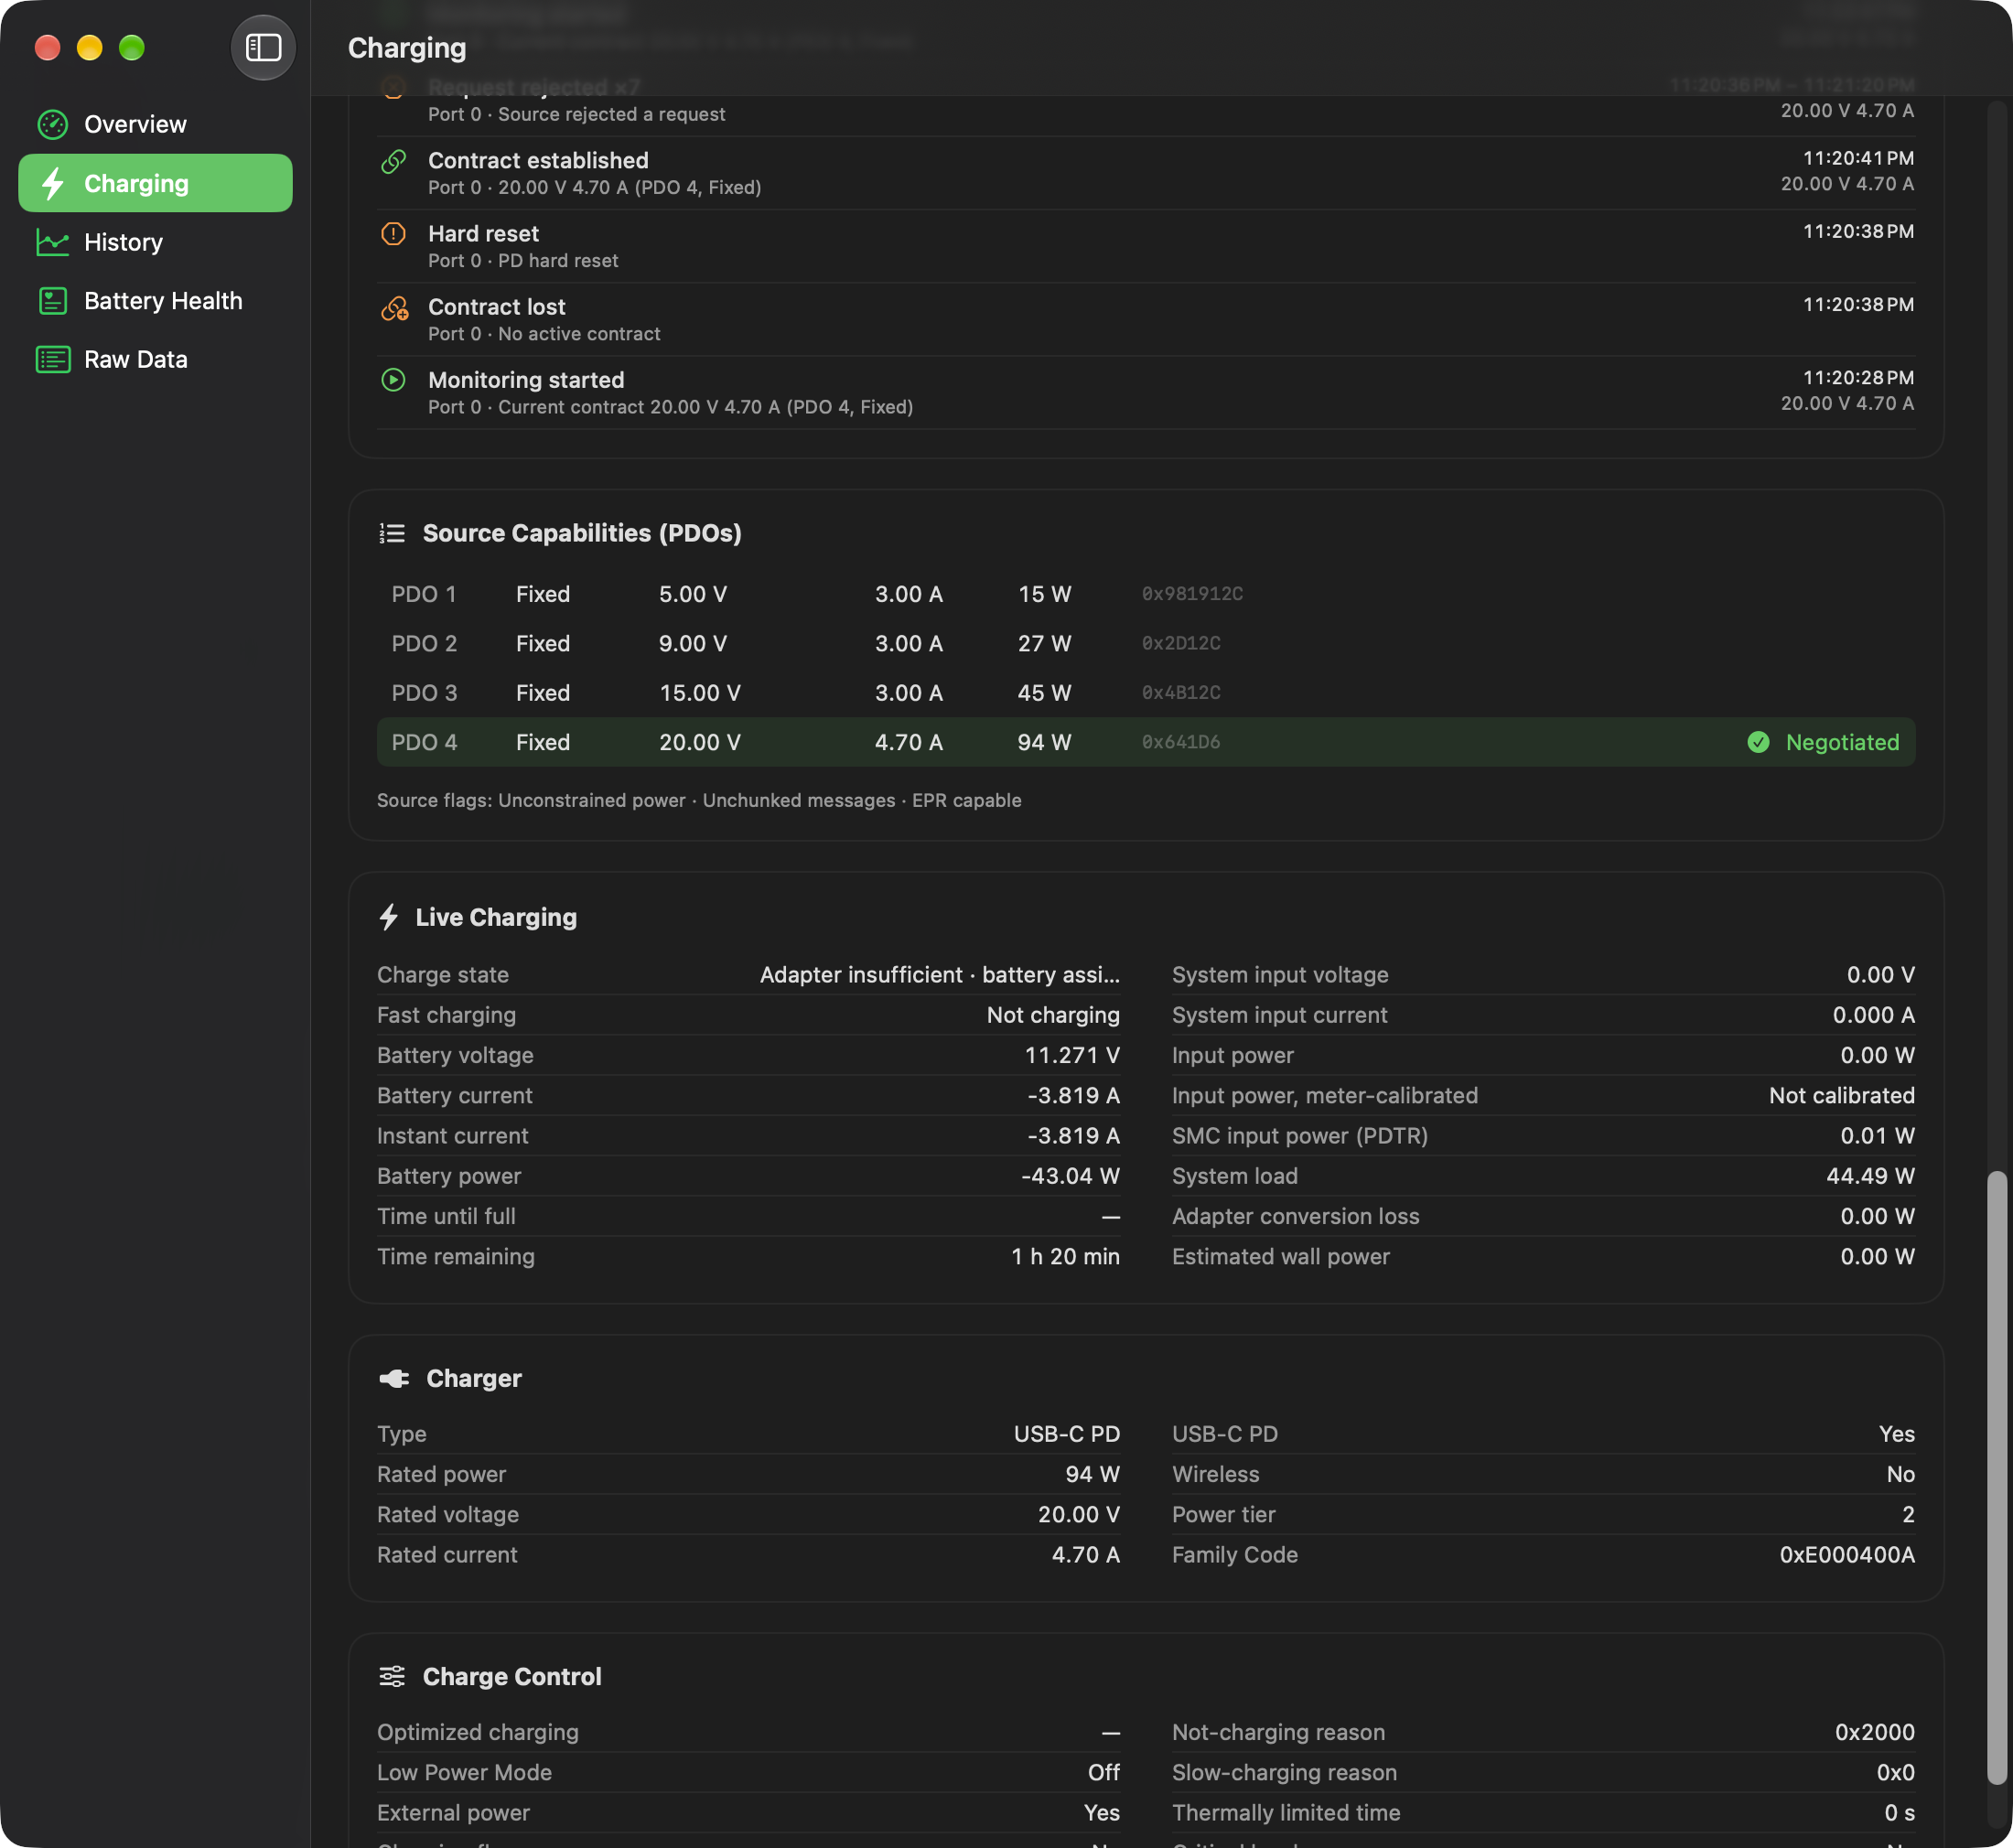 Charging
Overview
Charging
History
Battery Health
Raw Data
Request rejected ×7
11:20:36 PM – 11:21:20 PM
Port 0 · Source rejected a request
20.00 V 4.70 A
Contract established
11:20:41 PM
Port 0 · 20.00 V 4.70 A (PDO 4, Fixed)
20.00 V 4.70 A
Hard reset
11:20:38 PM
Port 0 · PD hard reset
Contract lost
11:20:38 PM
Port 0 · No active contract
Monitoring started
11:20:28 PM
Port 0 · Current contract 20.00 V 4.70 A (PDO 4, Fixed)
20.00 V 4.70 A
Source Capabilities (PDOs)
PDO 1 Fixed 5.00 V 3.00 A 15 W 0x981912C
PDO 2 Fixed 9.00 V 3.00 A 27 W 0x2D12C
PDO 3 Fixed 15.00 V 3.00 A 45 W 0x4B12C
PDO 4 Fixed 20.00 V 4.70 A 94 W 0x641D6 Negotiated
Source flags: Unconstrained power · Unchunked messages · EPR capable
Live Charging
Charge state Adapter insufficient · battery assi...
Fast charging Not charging
Battery voltage 11.271 V
Battery current -3.819 A
Instant current -3.819 A
Battery power -43.04 W
Time until full —
Time remaining 1 h 20 min
System input voltage 0.00 V
System input current 0.000 A
Input power 0.00 W
Input power, meter-calibrated Not calibrated
SMC input power (PDTR) 0.01 W
System load 44.49 W
Adapter conversion loss 0.00 W
Estimated wall power 0.00 W
Charger
Type USB-C PD
Rated power 94 W
Rated voltage 20.00 V
Rated current 4.70 A
USB-C PD Yes
Wireless No
Power tier 2
Family Code 0xE000400A
Charge Control
Optimized charging —
Low Power Mode Off
External power Yes
Not-charging reason 0x2000
Slow-charging reason 0x0
Thermally limited time 0 s